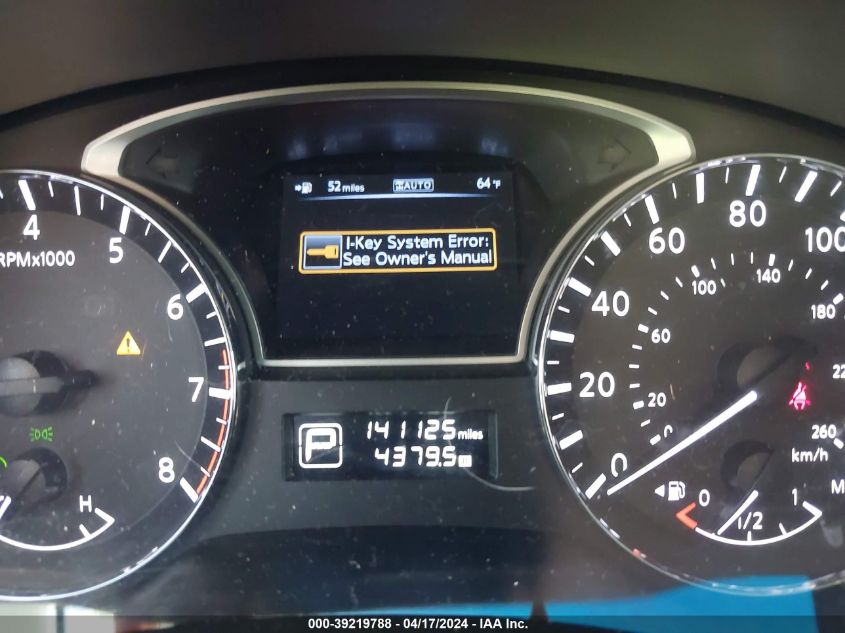 52 miles AUTO 64 °F
I-Key System Error:
See Owner's Manual
4
5
6
7
8
RPMx1000
H
P
141125 miles
4379.5
0
20
40
60
80
100
0
20
60
100
140
180
260
km/h
0
1/2
1
000-39219788 - 04/17/2024 - IAA Inc.